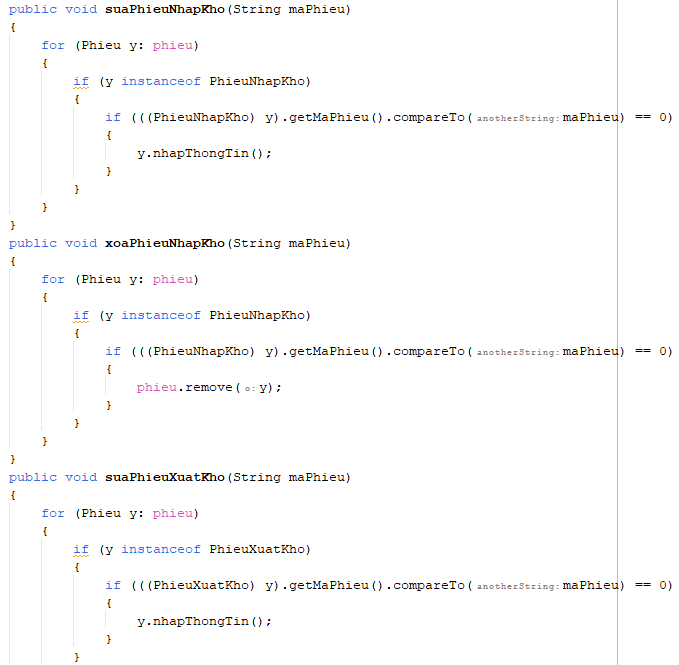 public void suaPhieuNhapKho(String maPhieu)
{
    for (Phieu y: phieu)
    {
        if (y instanceof PhieuNhapKho)
        {
            if (((PhieuNhapKho) y).getMaPhieu().compareTo( anotherString: maPhieu) == 0)
            {
                y.nhapThongTin();
            }
        }
    }
}
public void xoaPhieuNhapKho(String maPhieu)
{
    for (Phieu y: phieu)
    {
        if (y instanceof PhieuNhapKho)
        {
            if (((PhieuNhapKho) y).getMaPhieu().compareTo( anotherString: maPhieu) == 0)
            {
                phieu.remove( o: y);
            }
        }
    }
}
public void suaPhieuXuatKho(String maPhieu)
{
    for (Phieu y: phieu)
    {
        if (y instanceof PhieuXuatKho)
        {
            if (((PhieuXuatKho) y).getMaPhieu().compareTo( anotherString: maPhieu) == 0)
            {
                y.nhapThongTin();
            }
        }